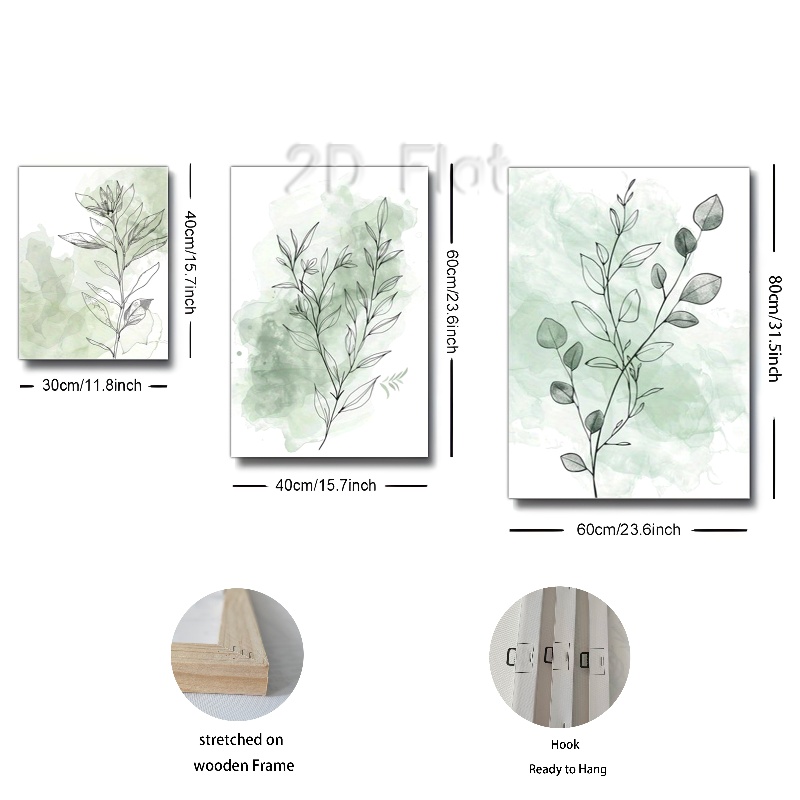 2D Flat
40cm/15.7inch
60cm/23.6inch
80cm/31.5inch
30cm/11.8inch
40cm/15.7inch
60cm/23.6inch
stretched on
wooden Frame
Hook
Ready to Hang